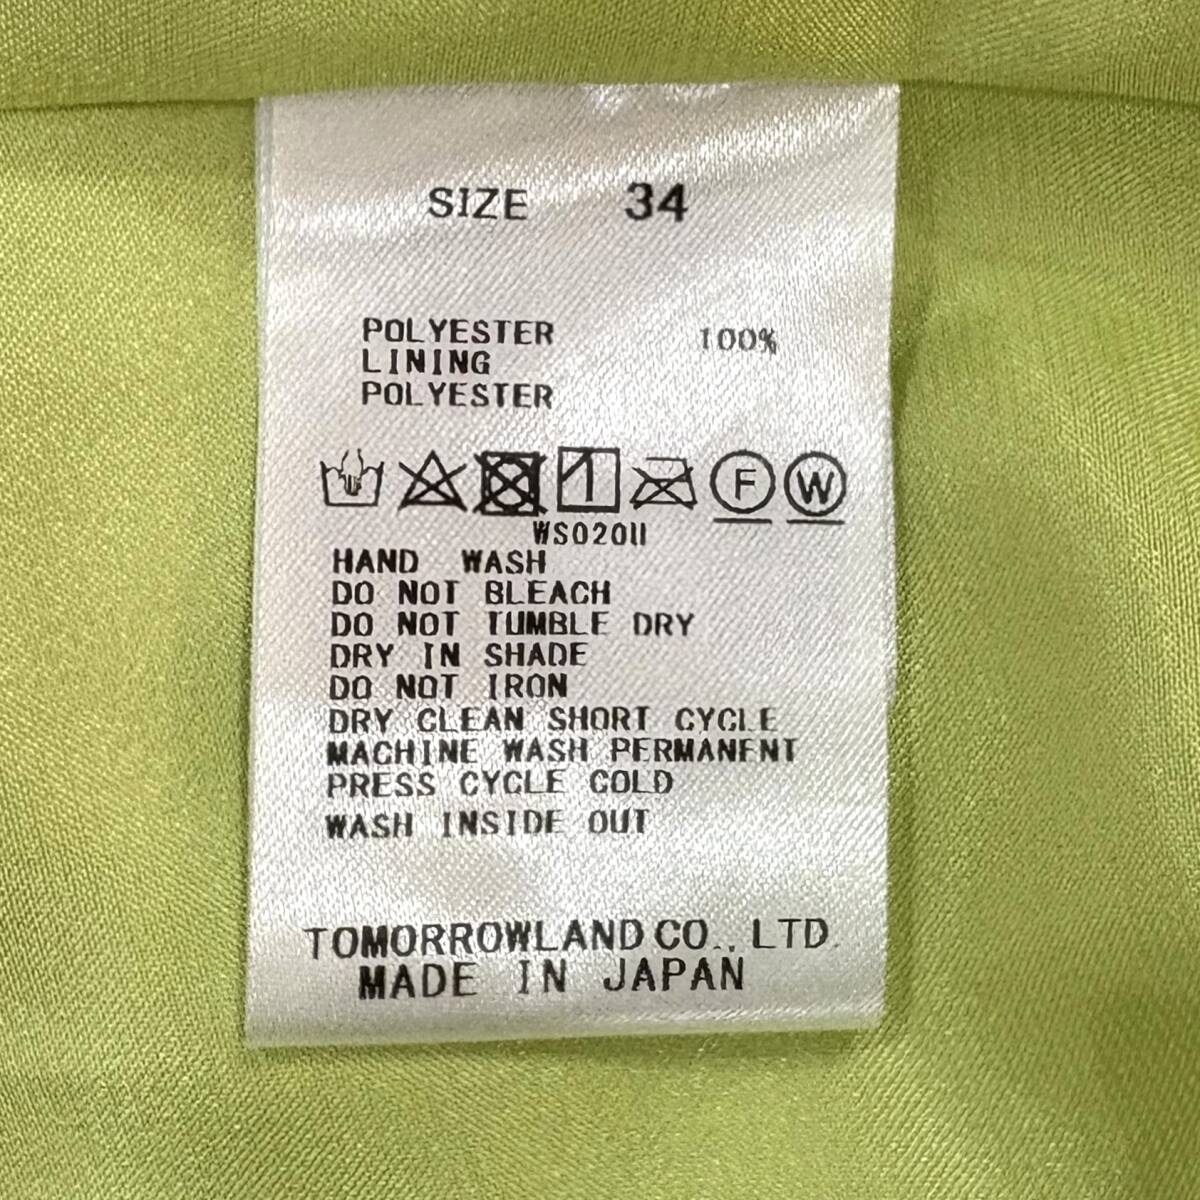 SIZE 34
POLYESTER 100%
LINING
POLYESTER
F W
WS02011
HAND WASH
DO NOT BLEACH
DO NOT TUMBLE DRY
DRY IN SHADE
DO NOT IRON
DRY CLEAN SHORT CYCLE
MACHINE WASH PERMANENT
PRESS CYCLE COLD
WASH INSIDE OUT
TOMORROWLAND CO., LTD.
MADE IN JAPAN